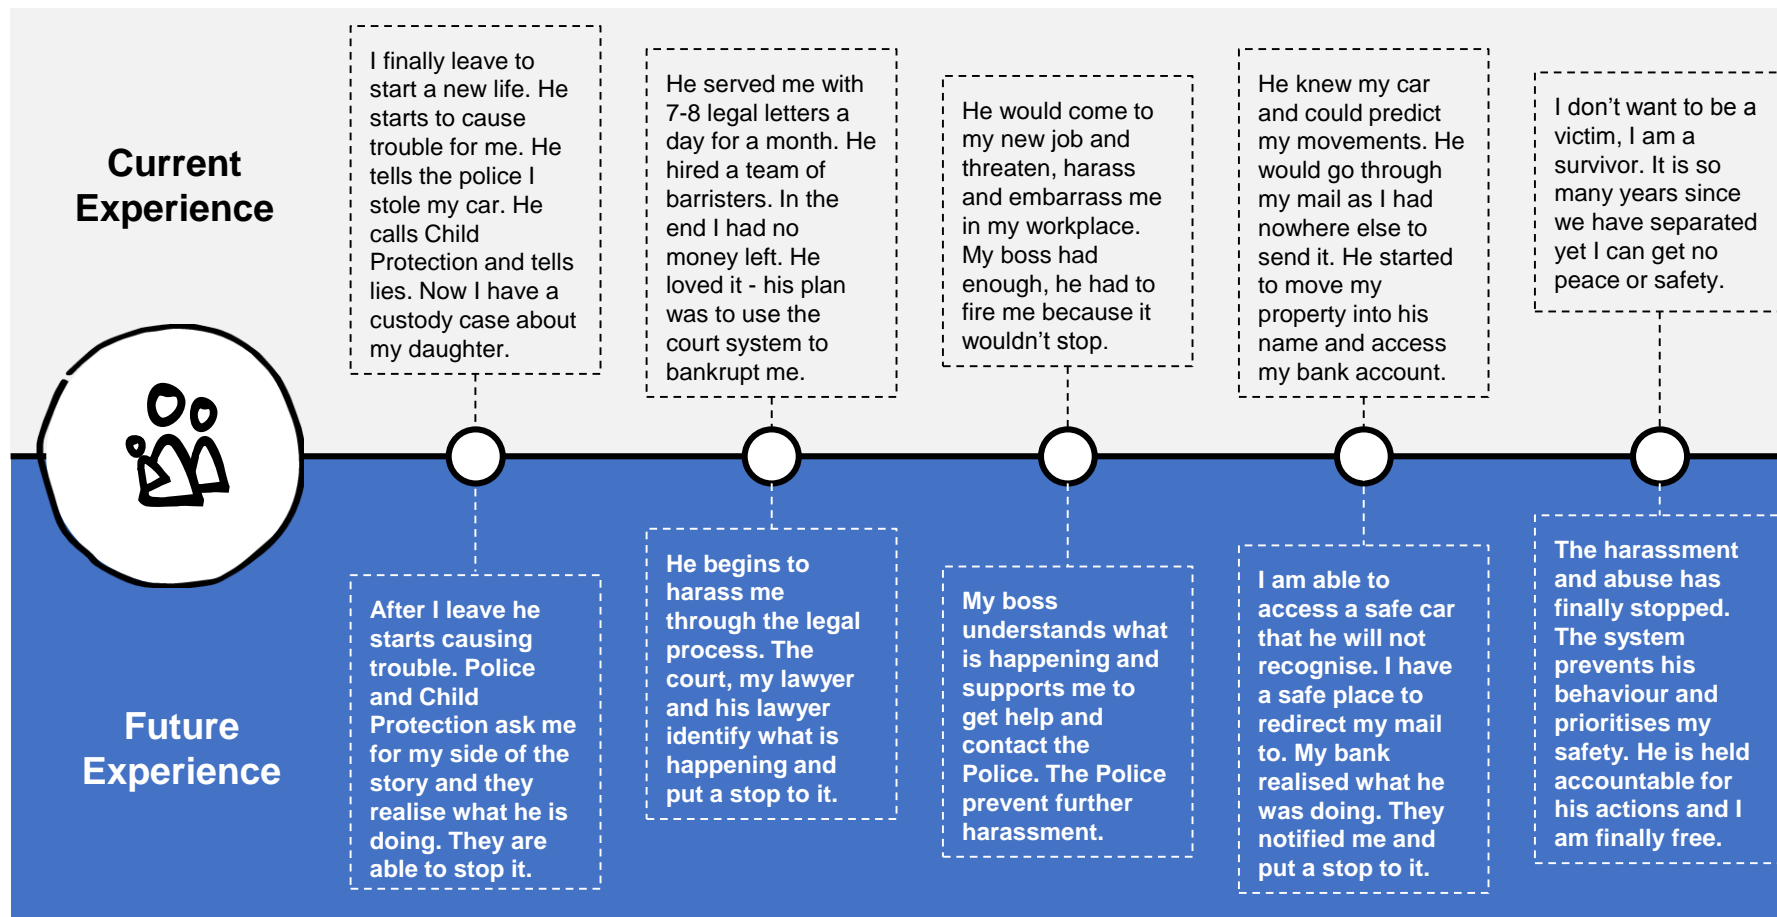 Current
Experience
I finally leave to
start a new life. He
starts to cause
trouble for me. He
tells the police I
stole my car. He
calls Child
Protection and tells
lies. Now I have a
custody case about
my daughter.
He served me with
7-8 legal letters a
day for a month. He
hired a team of
barristers. In the
end I had no
money left. He
loved it - his plan
was to use the
court system to
bankrupt me.
He would come to
my new job and
threaten, harass
and embarrass me
in my workplace.
My boss had
enough, he had to
fire me because it
wouldn’t stop.
He knew my car
and could predict
my movements. He
would go through
my mail as I had
nowhere else to
send it. He started
to move my
property into his
name and access
my bank account.
I don’t want to be a
victim, I am a
survivor. It is so
many years since
we have separated
yet I can get no
peace or safety.
Future
Experience
After I leave he
starts causing
trouble. Police
and Child
Protection ask me
for my side of the
story and they
realise what he is
doing. They are
able to stop it.
He begins to
harass me
through the legal
process. The
court, my lawyer
and his lawyer
identify what is
happening and
put a stop to it.
My boss
understands what
is happening and
supports me to
get help and
contact the
Police. The Police
prevent further
harassment.
I am able to
access a safe car
that he will not
recognise. I have
a safe place to
redirect my mail
to. My bank
realised what he
was doing. They
notified me and
put a stop to it.
The harassment
and abuse has
finally stopped.
The system
prevents his
behaviour and
prioritises my
safety. He is held
accountable for
his actions and I
am finally free.